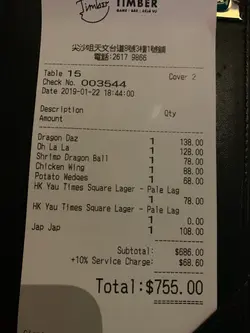 Timber
TIMBER
尖沙咀天文台道8號3樓1號舖
電話:2617 9866
Table 15
Cover 2
Check No. 003544
Date 2019-01-22 18:44:00
Description Qty
Amount
Dragon Daz 1 138.00
Oh La La 1 128.00
Shrimp Dragon Ball 1 78.00
Chicken Wing 1 88.00
Potato Wedges 1 68.00
HK Yau Times Square Lager - Pale Lag
1 78.00
HK Yau Times Square Lager - Pale Lag
1 0.00
Jap Jap 1 108.00
Subtotal: $686.00
+10% Service Charge: $68.60
Total:$755.00